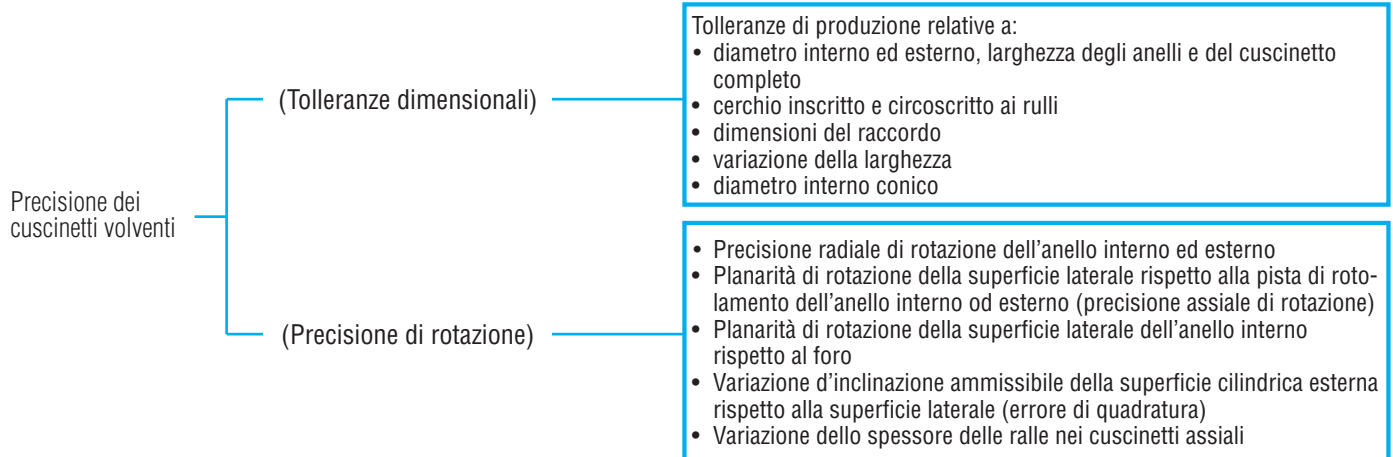 Precisione dei
cuscinetti volventi
(Tolleranze dimensionali)
Tolleranze di produzione relative a:
• diametro interno ed esterno, larghezza degli anelli e del cuscinetto
completo
• cerchio inscritto e circoscritto ai rulli
• dimensioni del raccordo
• variazione della larghezza
• diametro interno conico
(Precisione di rotazione)
• Precisione radiale di rotazione dell’anello interno ed esterno
• Planarità di rotazione della superficie laterale rispetto alla pista di roto-
lamento dell’anello interno od esterno (precisione assiale di rotazione)
• Planarità di rotazione della superficie laterale dell’anello interno
rispetto al foro
• Variazione d’inclinazione ammissibile della superficie cilindrica esterna
rispetto alla superficie laterale (errore di quadratura)
• Variazione dello spessore delle ralle nei cuscinetti assiali